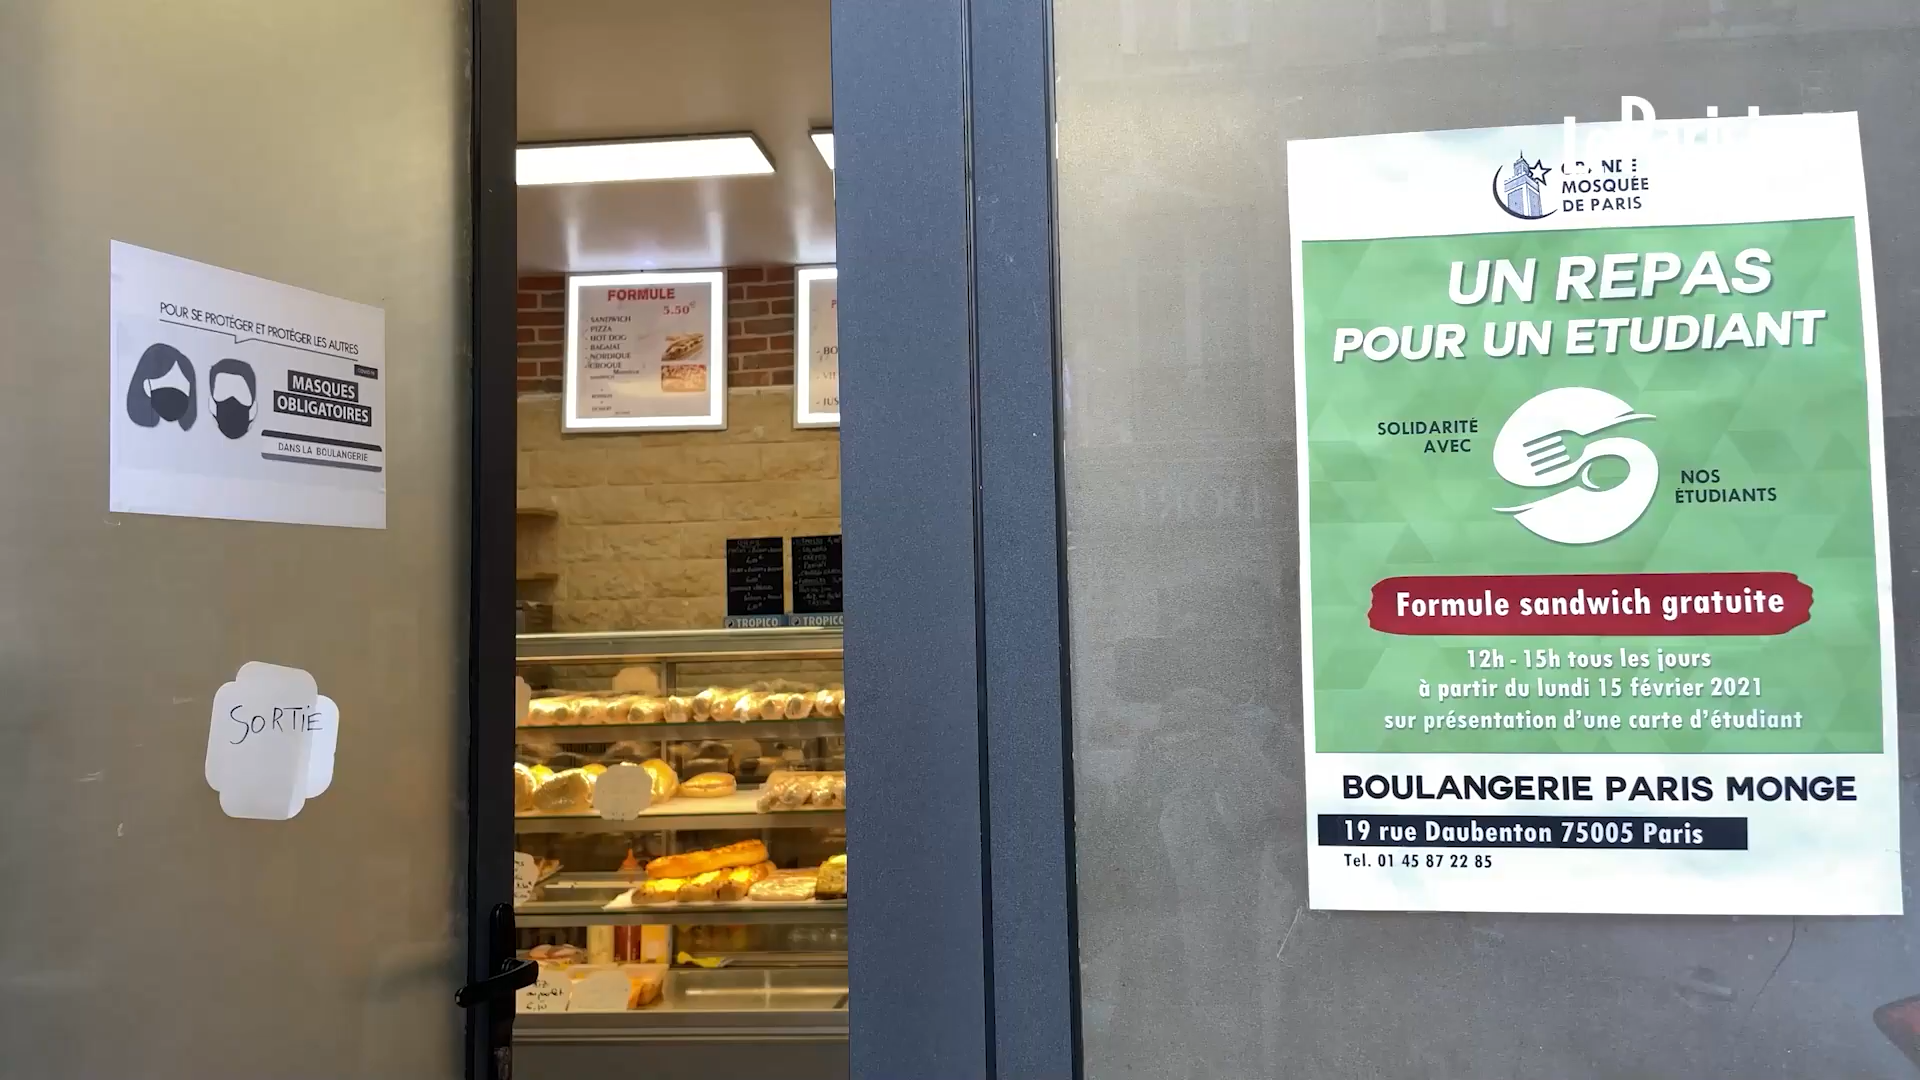 POUR SE PROTÉGER ET PROTÉGER LES AUTRES
MASQUES
OBLIGATOIRES
DANS LA BOULANGERIE
SORTIE
FORMULE
5.50€
- SANDWICH
- PIZZA
- HOT DOG
- NORDIQUE
- CROQUE
TROPICO
TROPICO
Le Parisien
GRANDE
MOSQUÉE
DE PARIS
UN REPAS
POUR UN ETUDIANT
SOLIDARITÉ
AVEC
NOS
ÉTUDIANTS
Formule sandwich gratuite
12h - 15h tous les jours
à partir du lundi 15 février 2021
sur présentation d'une carte d'étudiant
BOULANGERIE PARIS MONGE
19 rue Daubenton 75005 Paris
Tel. 01 45 87 22 85